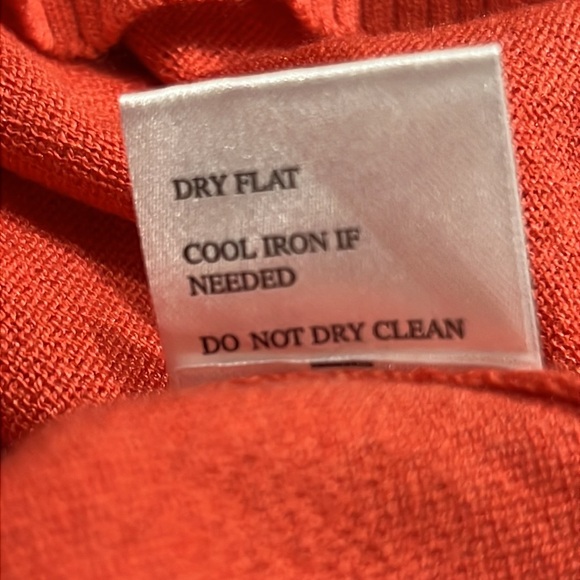 DRY FLAT
COOL IRON IF
NEEDED
DO NOT DRY CLEAN